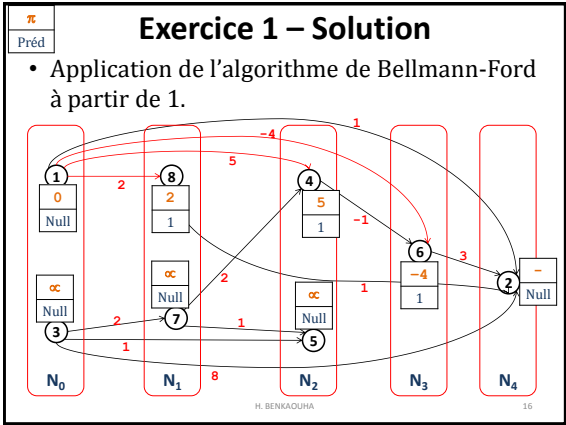 π
Préd
Exercice 1 – Solution
• Application de l'algorithme de Bellmann-Ford
à partir de 1.
1
-4
5
1
2
8
4
0
Null
2
1
5
1
-1
6
3
-4
1
2
-
Null
∝
Null
∝
Null
2
∝
Null
1
3
2
7
1
5
1
8
N0
N1
N2
N3
N4
H. BENKAOUHA
16